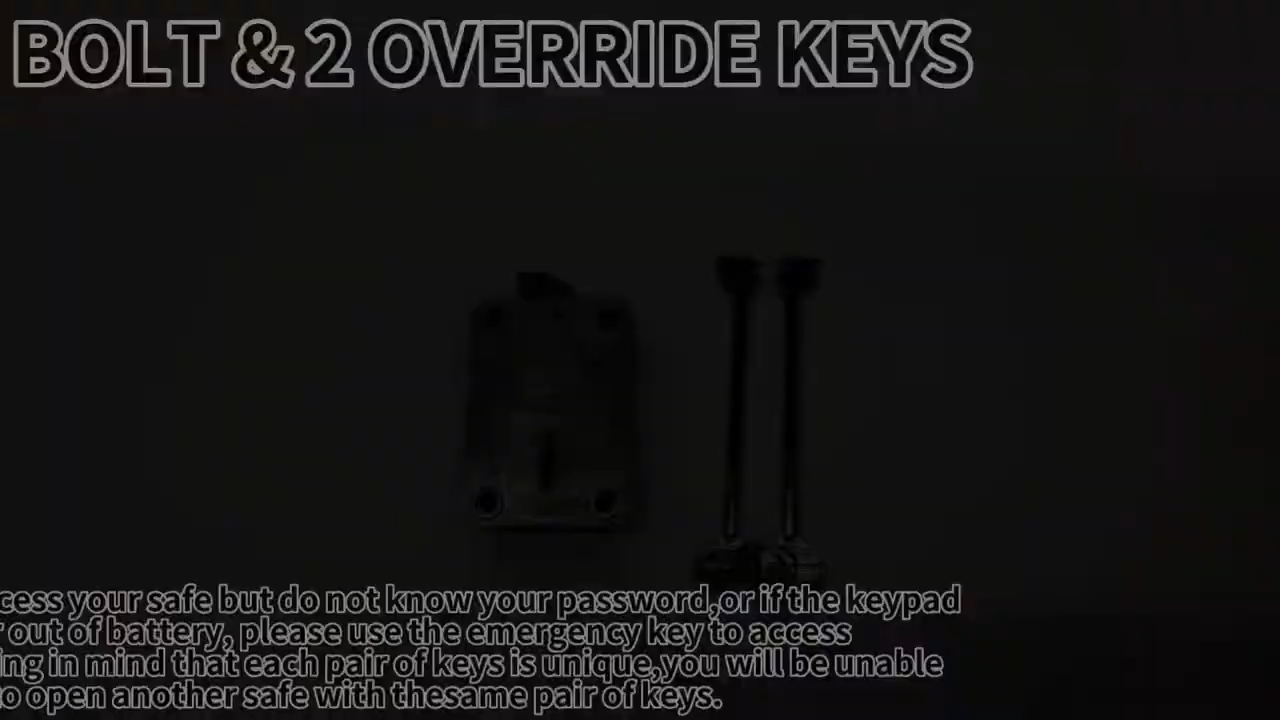 BOLT & 2 OVERRIDE KEYS
cess your safe but do not know your password,or if the keypad
out of battery, please use the emergency key to access
ing in mind that each pair of keys is unique,you will be unable
o open another safe with thesame pair of keys.